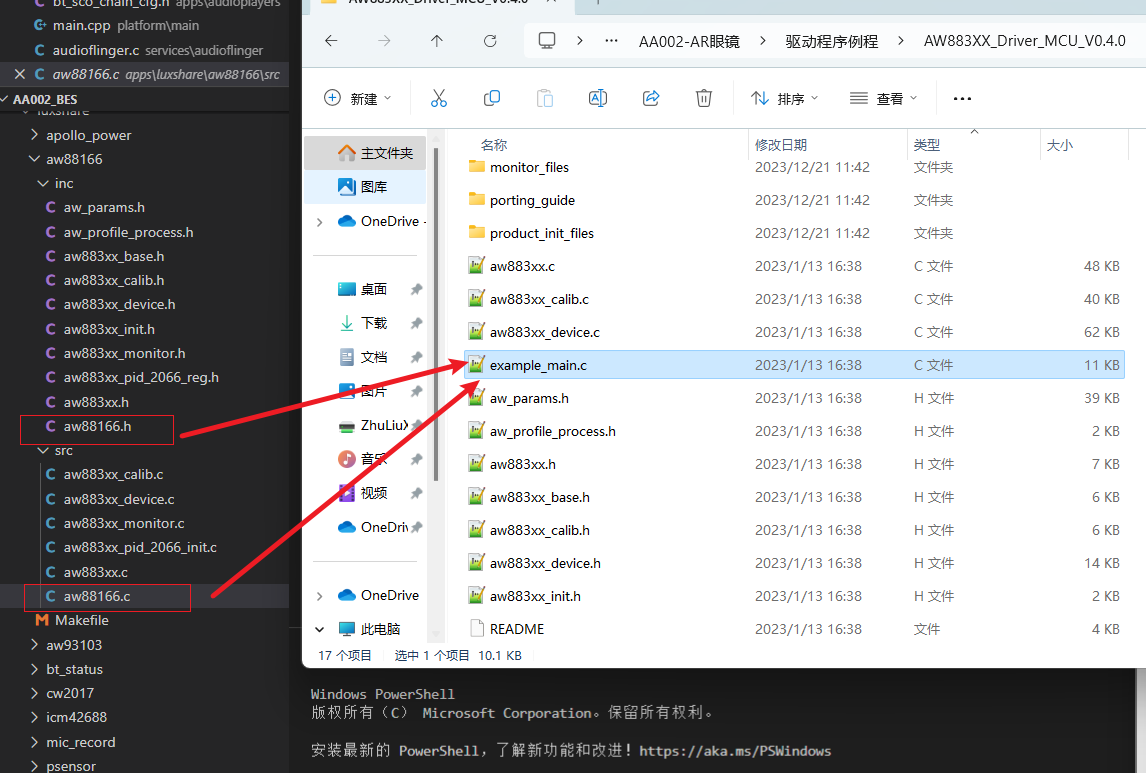 bt_sco_chain_cfg.h apps\audioplayers
main.cpp platform\main
audioflinger.c services\audioflinger
aw88166.c apps\luxshare\aw88166\src
AA002_BES
luxshare
apollo_power
aw88166
inc
aw_params.h
aw_profile_process.h
aw883xx_base.h
aw883xx_calib.h
aw883xx_device.h
aw883xx_init.h
aw883xx_monitor.h
aw883xx_pid_2066_reg.h
aw883xx.h
aw88166.h
src
aw883xx_calib.c
aw883xx_device.c
aw883xx_monitor.c
aw883xx_pid_2066_init.c
aw883xx.c
aw88166.c
Makefile
aw93103
bt_status
cw2017
icm42688
mic_record
psensor
AW883XX_Driver_MCU_V0.4.0
AA002-AR眼镜 驱动程序例程 AW883XX_Driver_MCU_V0.4.0
新建 排序 查看
主文件夹
图库
OneDrive -
桌面
下载
文档
图片
ZhuLiuX
音乐
视频
OneDriv
OneDrive
此电脑
名称 修改日期 类型 大小
monitor_files 2023/12/21 11:42 文件夹
porting_guide 2023/12/21 11:42 文件夹
product_init_files 2023/12/21 11:42 文件夹
aw883xx.c 2023/1/13 16:38 C 文件 48 KB
aw883xx_calib.c 2023/1/13 16:38 C 文件 40 KB
aw883xx_device.c 2023/1/13 16:38 C 文件 62 KB
example_main.c 2023/1/13 16:38 C 文件 11 KB
aw_params.h 2023/1/13 16:38 H 文件 39 KB
aw_profile_process.h 2023/1/13 16:38 H 文件 2 KB
aw883xx.h 2023/1/13 16:38 H 文件 7 KB
aw883xx_base.h 2023/1/13 16:38 H 文件 6 KB
aw883xx_calib.h 2023/1/13 16:38 H 文件 6 KB
aw883xx_device.h 2023/1/13 16:38 H 文件 14 KB
aw883xx_init.h 2023/1/13 16:38 H 文件 2 KB
README 2023/1/13 16:38 文件 4 KB
17 个项目 选中 1 个项目 10.1 KB
Windows PowerShell
版权所有（C） Microsoft Corporation。保留所有权利。
安装最新的 PowerShell，了解新功能和改进！https://aka.ms/PSWindows